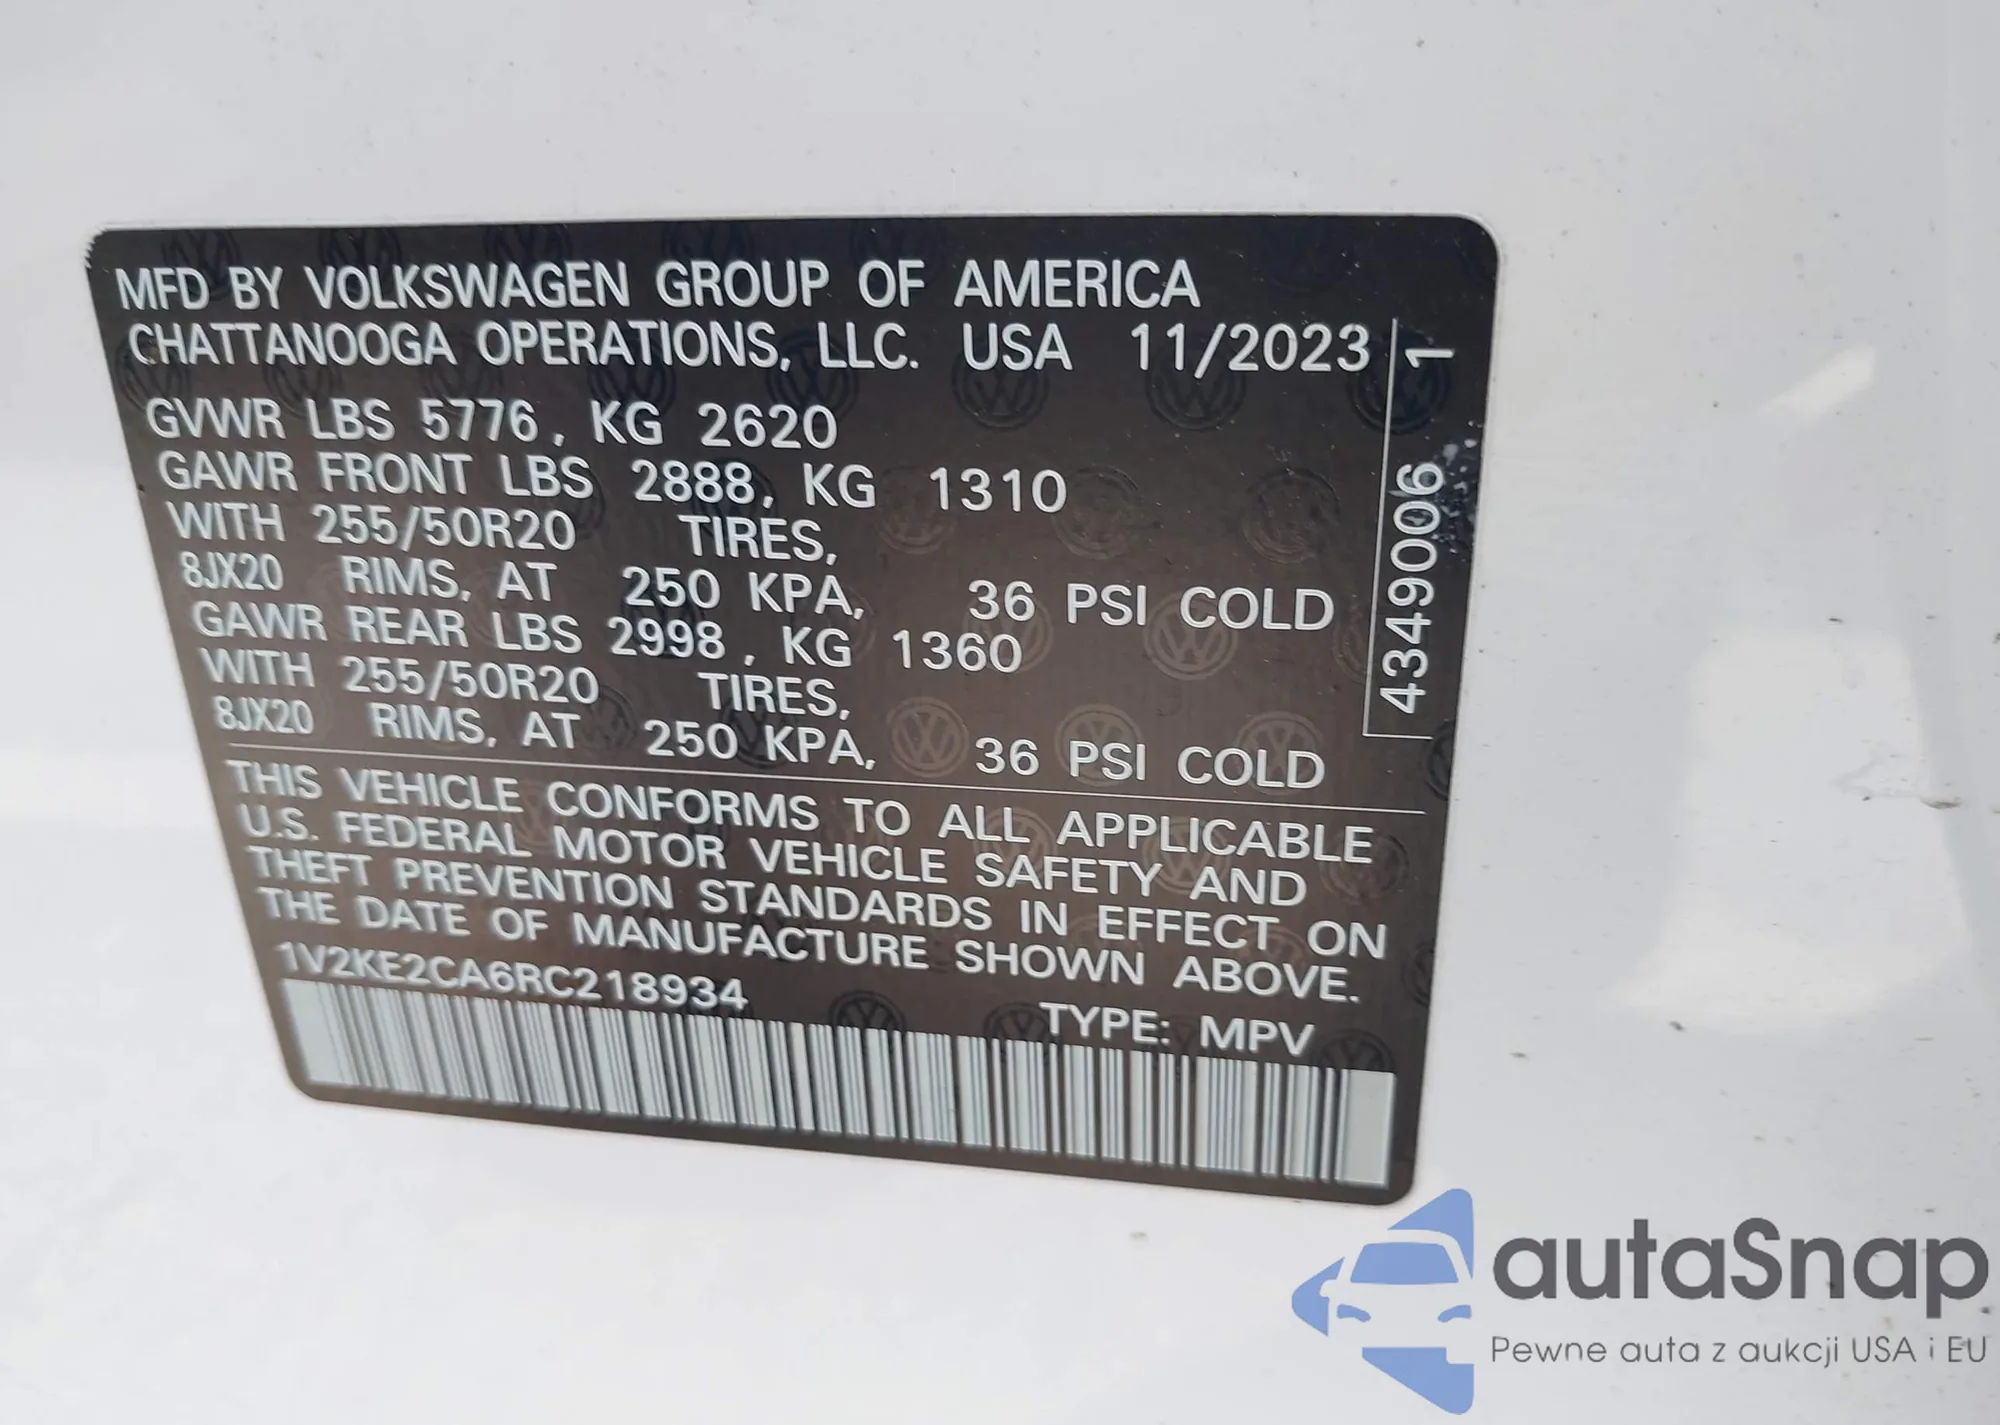 MFD BY VOLKSWAGEN GROUP OF AMERICA
CHATTANOOGA OPERATIONS, LLC. USA 11/2023
GVWR LBS 5776, KG 2620
GAWR FRONT LBS 2888, KG 1310
WITH 255/50R20 TIRES,
8JX20 RIMS, AT 250 KPA, 36 PSI COLD
GAWR REAR LBS 2998, KG 1360
WITH 255/50R20 TIRES,
8JX20 RIMS, AT 250 KPA, 36 PSI COLD
4349006 1
THIS VEHICLE CONFORMS TO ALL APPLICABLE
U.S. FEDERAL MOTOR VEHICLE SAFETY AND
THEFT PREVENTION STANDARDS IN EFFECT ON
THE DATE OF MANUFACTURE SHOWN ABOVE.
1V2KE2CA6RC218934
TYPE: MPV
autaSnap
Pewne auta z aukcji USA i EU